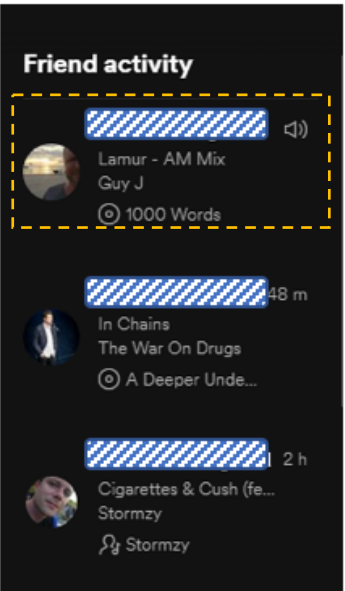 Friend activity
Lamur - AM Mix
Guy J
1000 Words
48 m
In Chains
The War On Drugs
A Deeper Unde...
2 h
Cigarettes & Cush (fe...
Stormzy
Stormzy